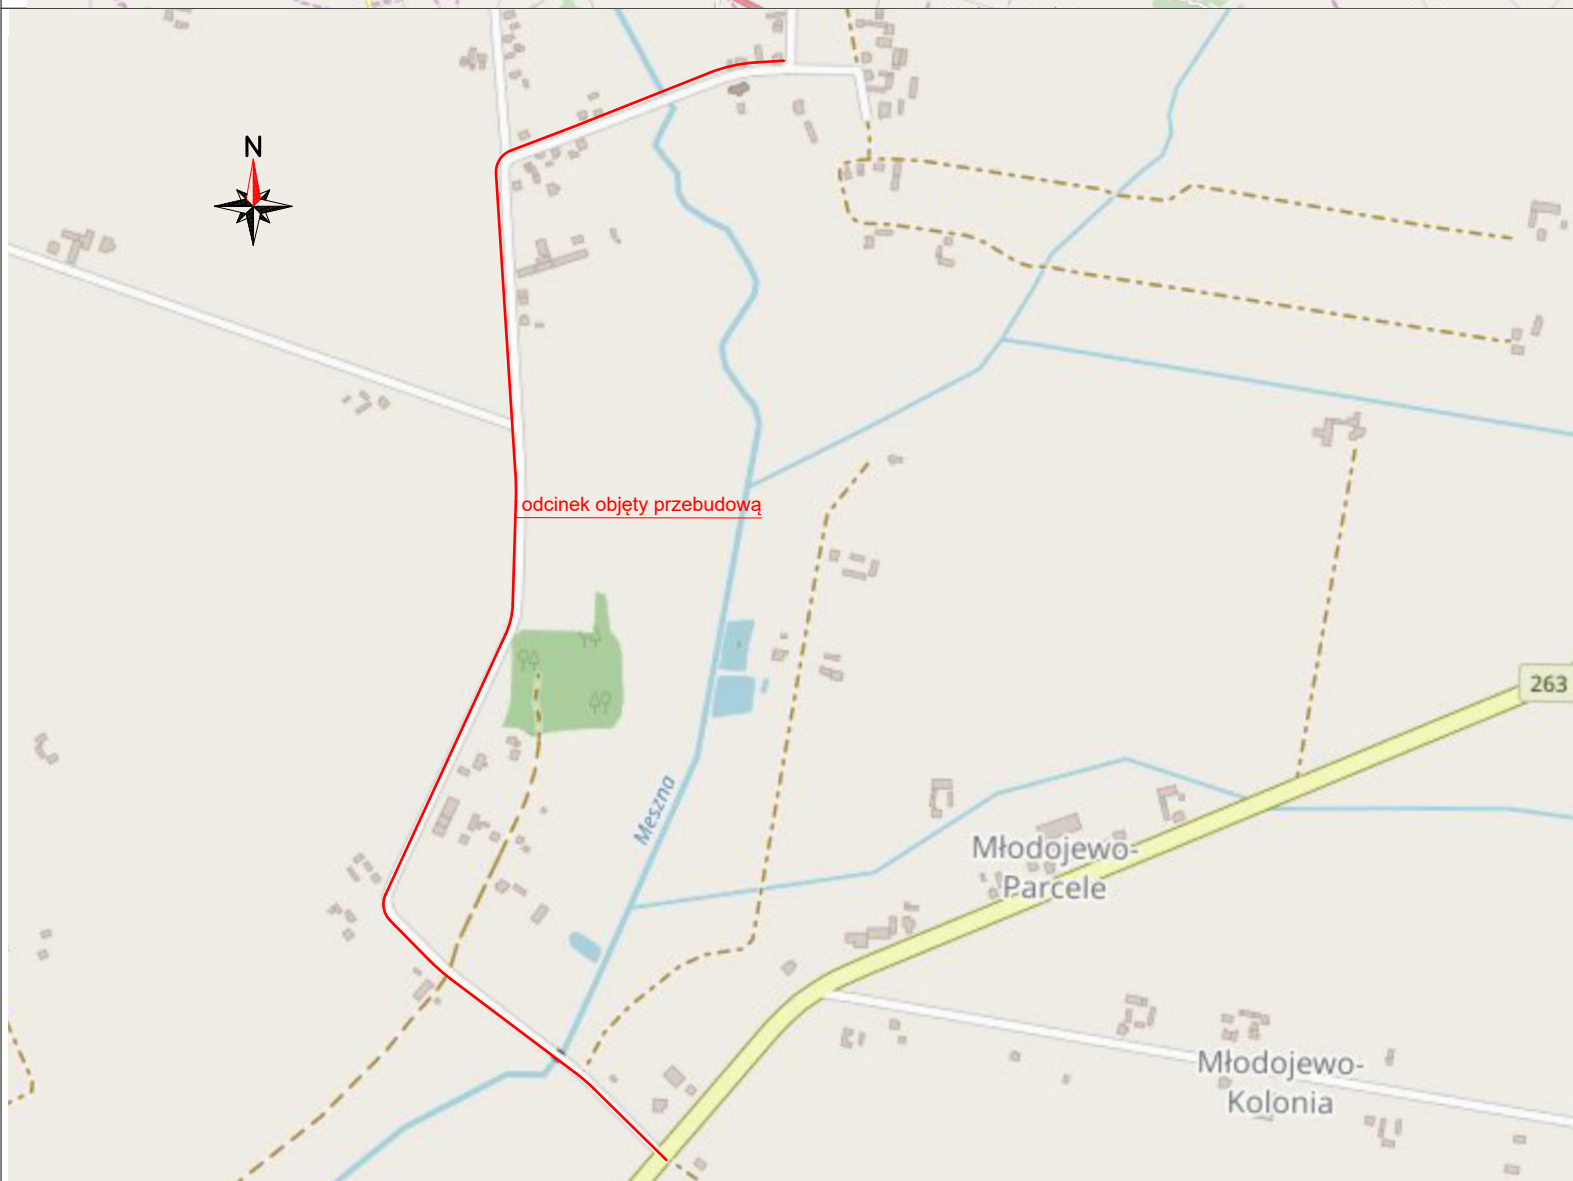 N
odcinek objęty przebudową
263
Meszna
Młodojewo-
Parcele
Młodojewo-
Kolonia